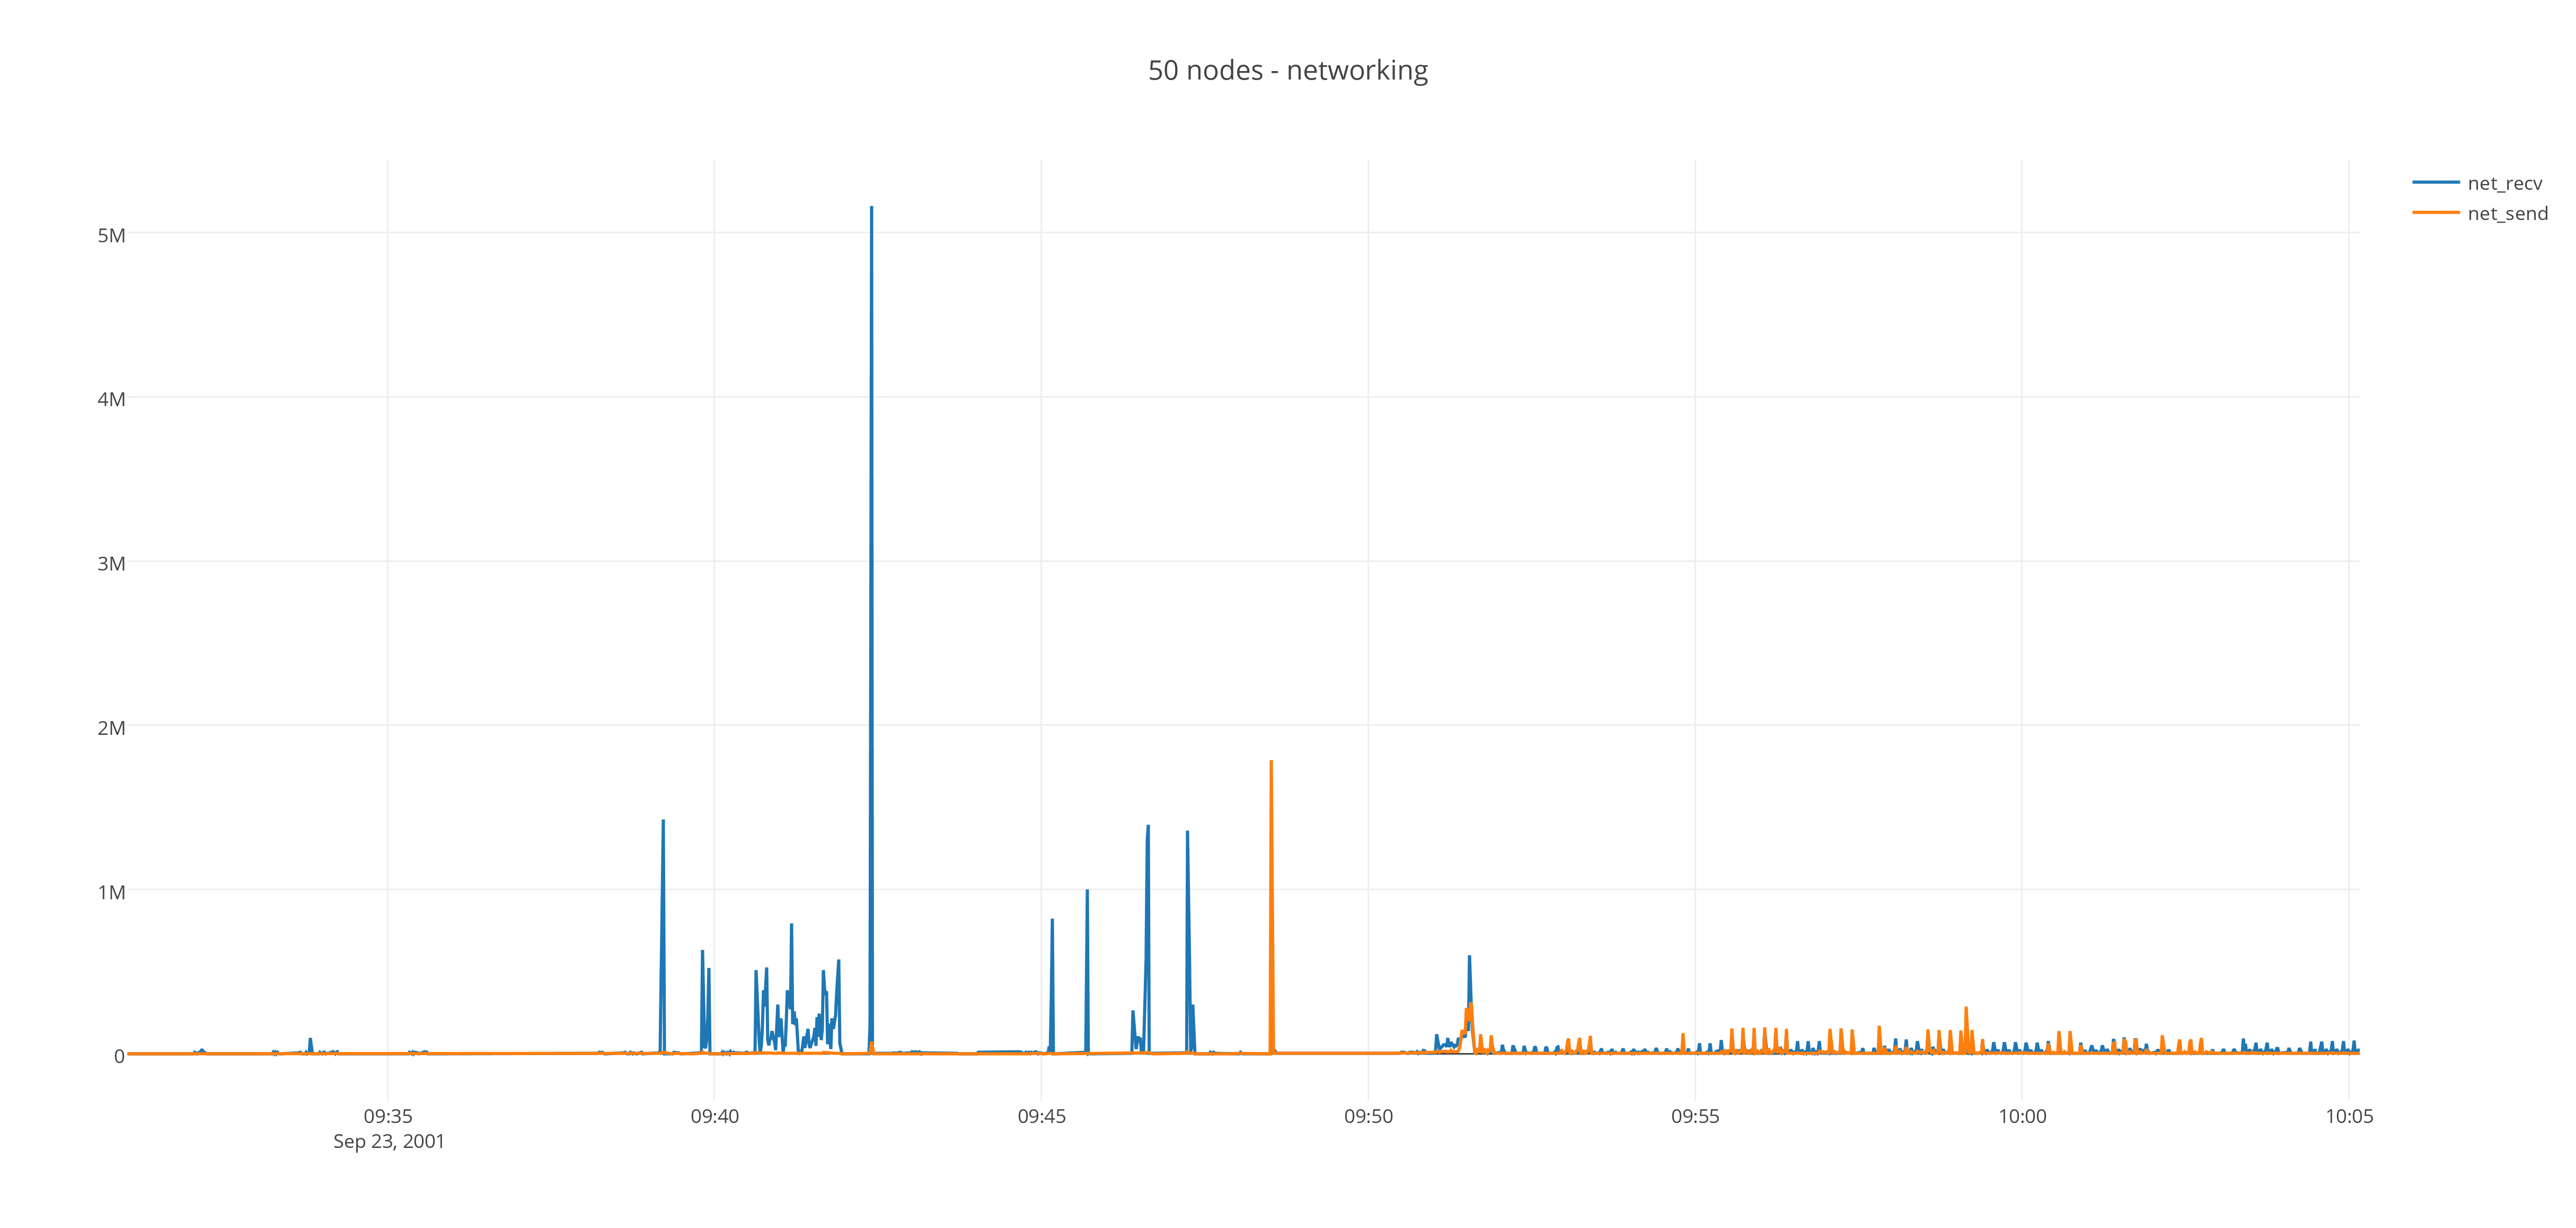 50 nodes - networking
net_recv
net_send
5M
4M
3M
2M
1M
0
09:35
Sep 23, 2001
09:40
09:45
09:50
09:55
10:00
10:05